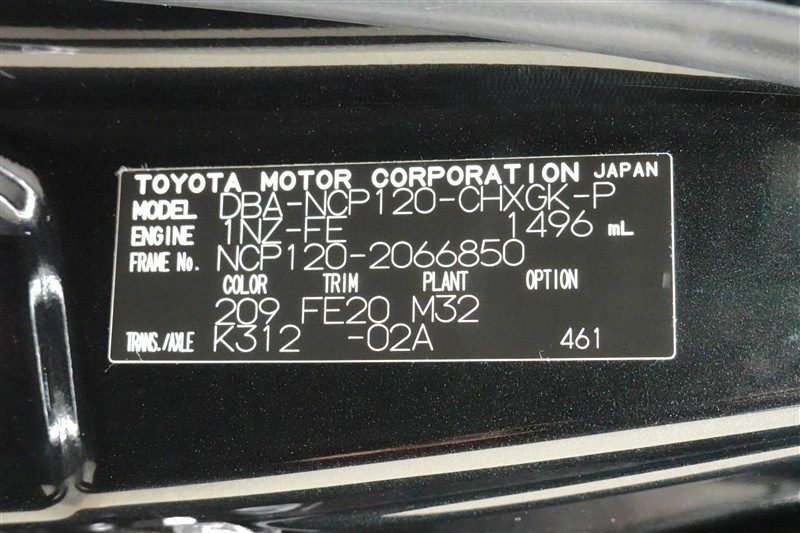 TOYOTA MOTOR CORPORATION JAPAN
MODEL DBA-NCP120-CHXGK-P
ENGINE 1NZ-FE 1496 mL
FRAME No. NCP120-2066850
COLOR TRIM PLANT OPTION
209 FE20 M32
TRANS./AXLE K312 -02A 461